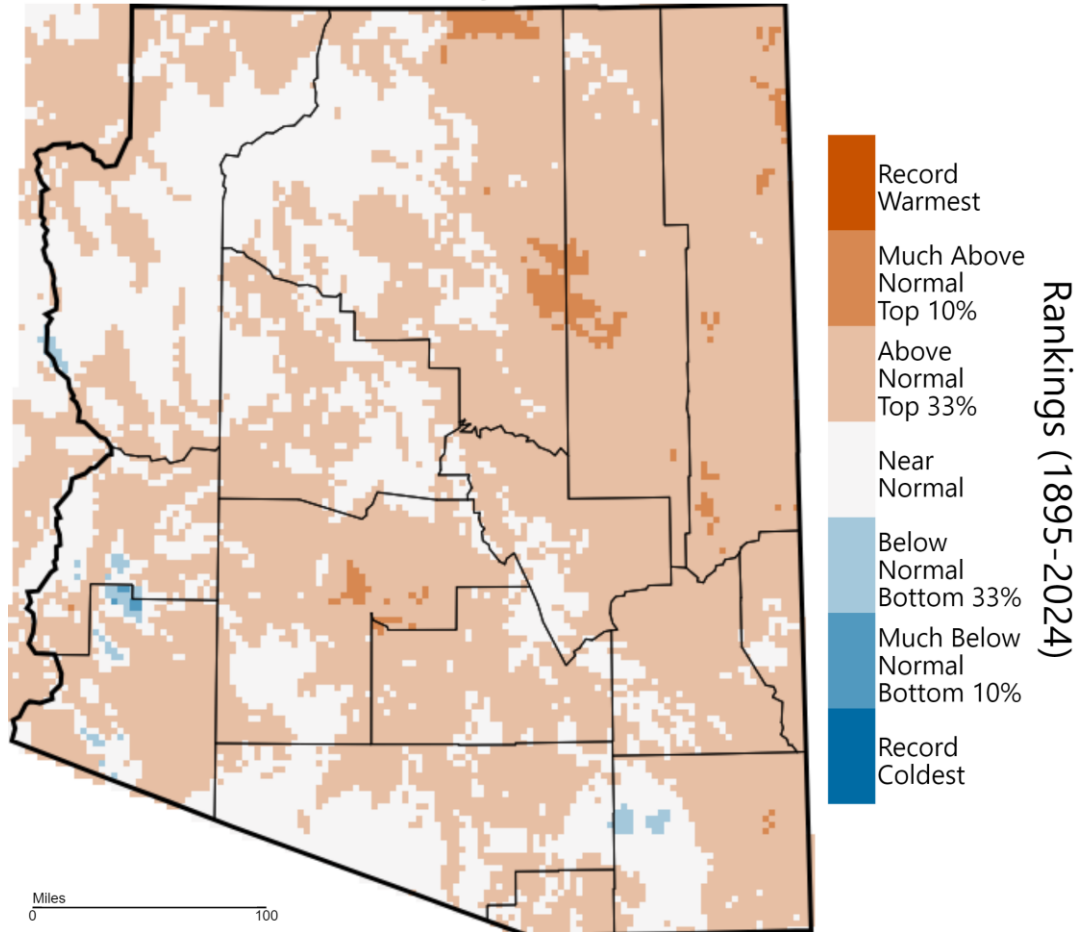 Record
Warmest
Much Above
Normal
Top 10%
Above
Normal
Top 33%
Near
Normal
Below
Normal
Bottom 33%
Much Below
Normal
Bottom 10%
Record
Coldest
Rankings (1895-2024)
Miles
0 100